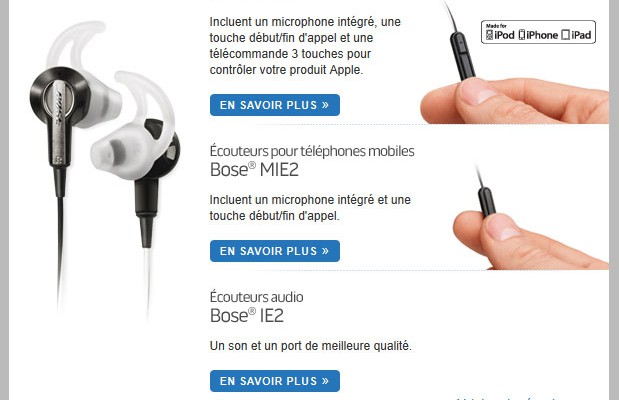 Incluent un microphone intégré, une
touche début/fin d'appel et une
télécommande 3 touches pour
contrôler votre produit Apple.
Made for
iPod iPhone iPad
EN SAVOIR PLUS »
BOSE
Écouteurs pour téléphones mobiles
Bose® MIE2
Incluent un microphone intégré et une
touche début/fin d'appel.
EN SAVOIR PLUS »
Écouteurs audio
Bose® IE2
Un son et un port de meilleure qualité.
EN SAVOIR PLUS »